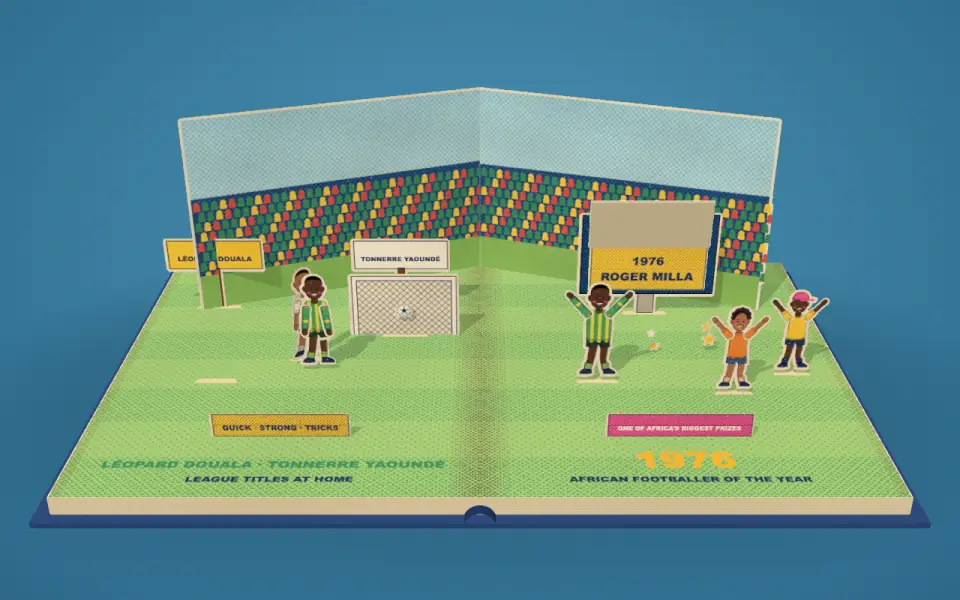 LÉOPARD DOUALA
TONNERRE YAOUNDÉ
1976
ROGER MILLA
QUICK · STRONG · TRICKS
ONE OF AFRICA'S BIGGEST PRIZES
LÉOPARD DOUALA · TONNERRE YAOUNDÉ
LEAGUE TITLES AT HOME
1976
AFRICAN FOOTBALLER OF THE YEAR